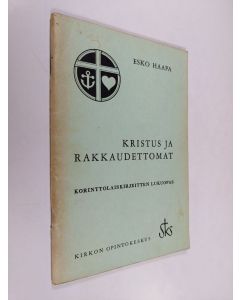 ESKO HAAPA
KRISTUS JA
RAKKAUDETTOMAT
KORINTTOLAISKIRJEITTEN LUKUOPAS
SKS
KIRKON OPINTOKESKUS